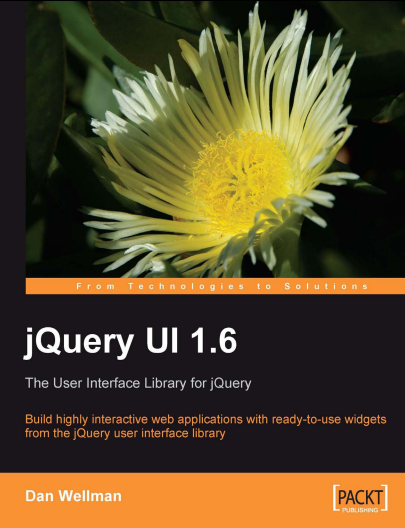 From Technologies to Solutions
jQuery UI 1.6
The User Interface Library for jQuery
Build highly interactive web applications with ready-to-use widgets
from the jQuery user interface library
Dan Wellman
[PACKT]
PUBLISHING